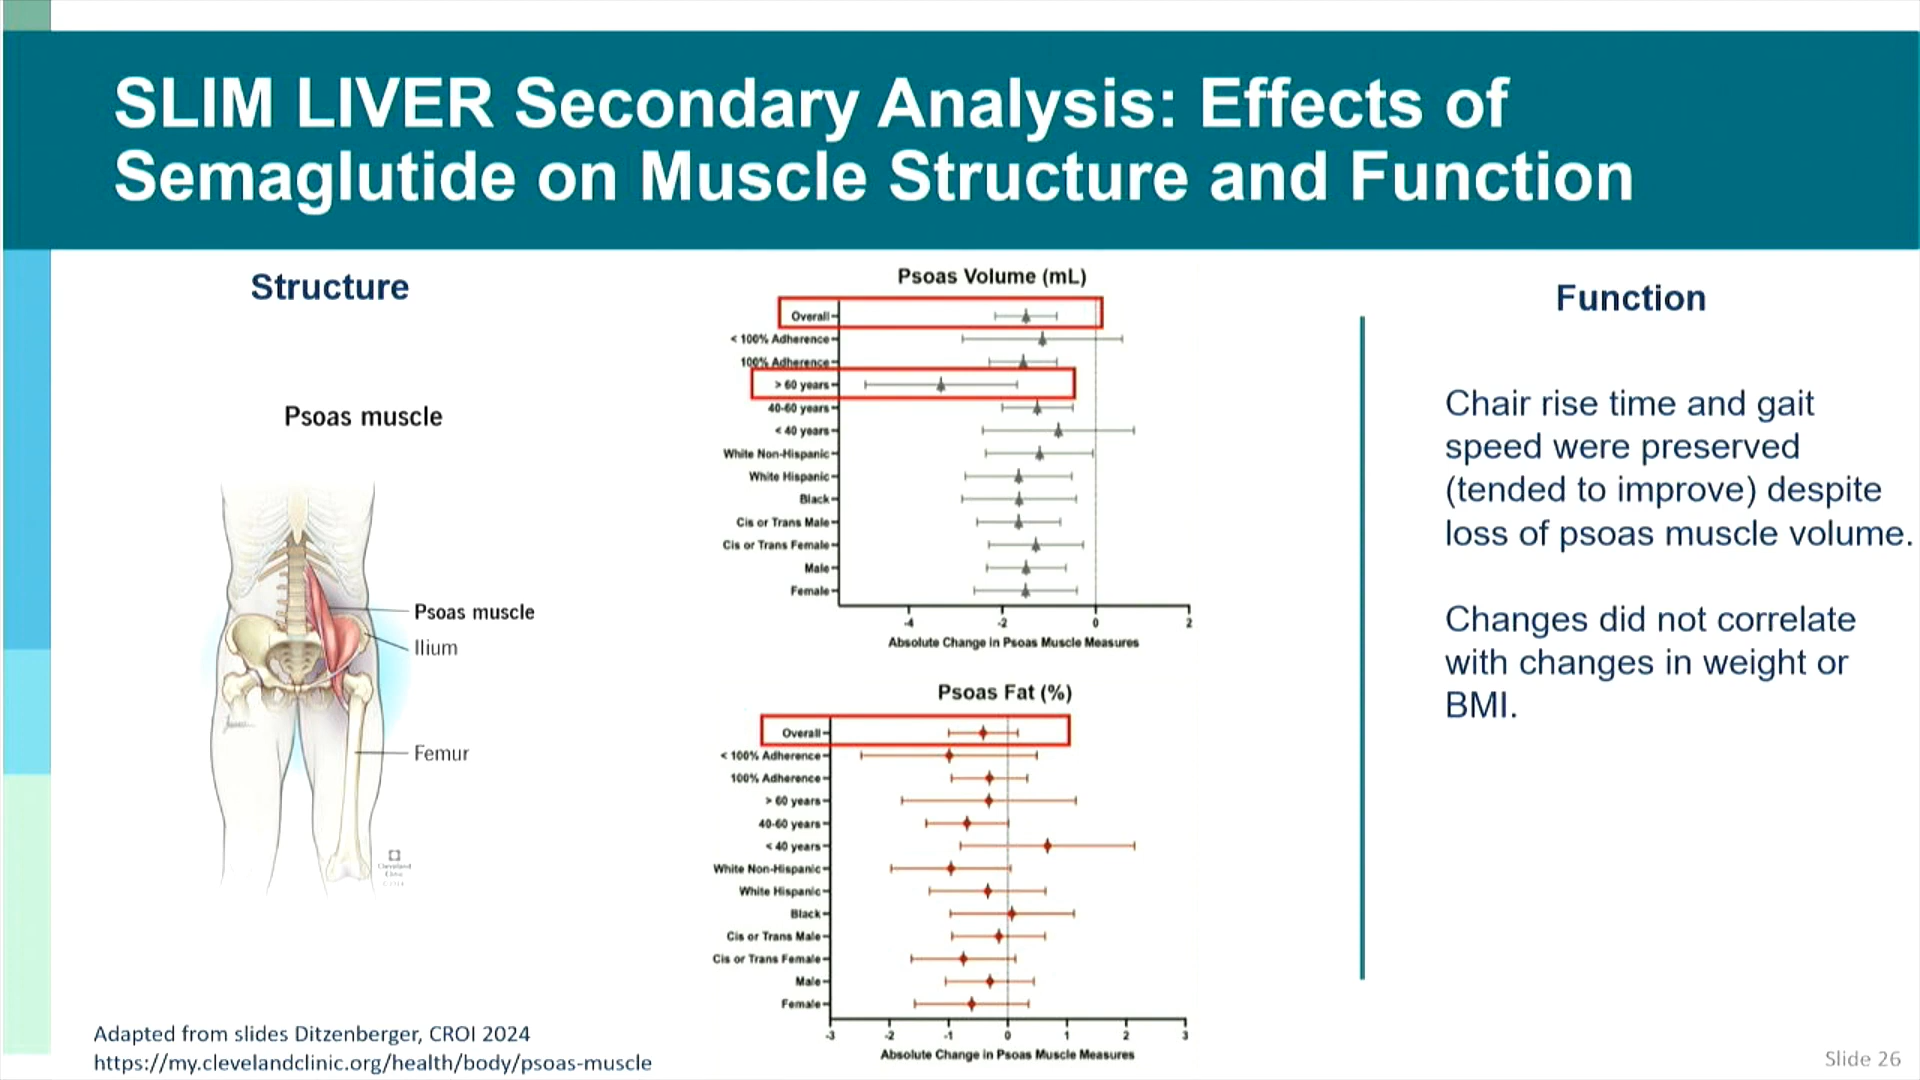 SLIM LIVER Secondary Analysis: Effects of
Semaglutide on Muscle Structure and Function
Structure
Psoas muscle
Psoas muscle
Ilium
Femur
Cleveland
Clinic
Psoas Volume (mL)
Overall
< 100% Adherence
100% Adherence
> 60 years
40-60 years
< 40 years
White Non-Hispanic
White Hispanic
Black
Cis or Trans Male
Cis or Trans Female
Male
Female
-4 -2 0 2
Absolute Change in Psoas Muscle Measures
Psoas Fat (%)
Overall
< 100% Adherence
100% Adherence
> 60 years
40-60 years
< 40 years
White Non-Hispanic
White Hispanic
Black
Cis or Trans Male
Cis or Trans Female
Male
Female
-3 -2 -1 0 1 2 3
Absolute Change in Psoas Muscle Measures
Function
Chair rise time and gait
speed were preserved
(tended to improve) despite
loss of psoas muscle volume.
Changes did not correlate
with changes in weight or
BMI.
Adapted from slides Ditzenberger, CROI 2024
https://my.clevelandclinic.org/health/body/psoas-muscle
Slide 26